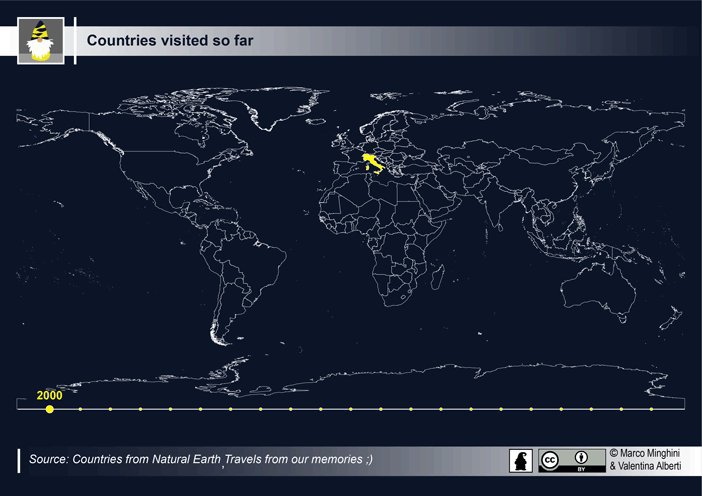 Countries visited so far
2000
Source: Countries from Natural Earth,Travels from our memories ;)
cc
BY
© Marco Minghini
& Valentina Alberti